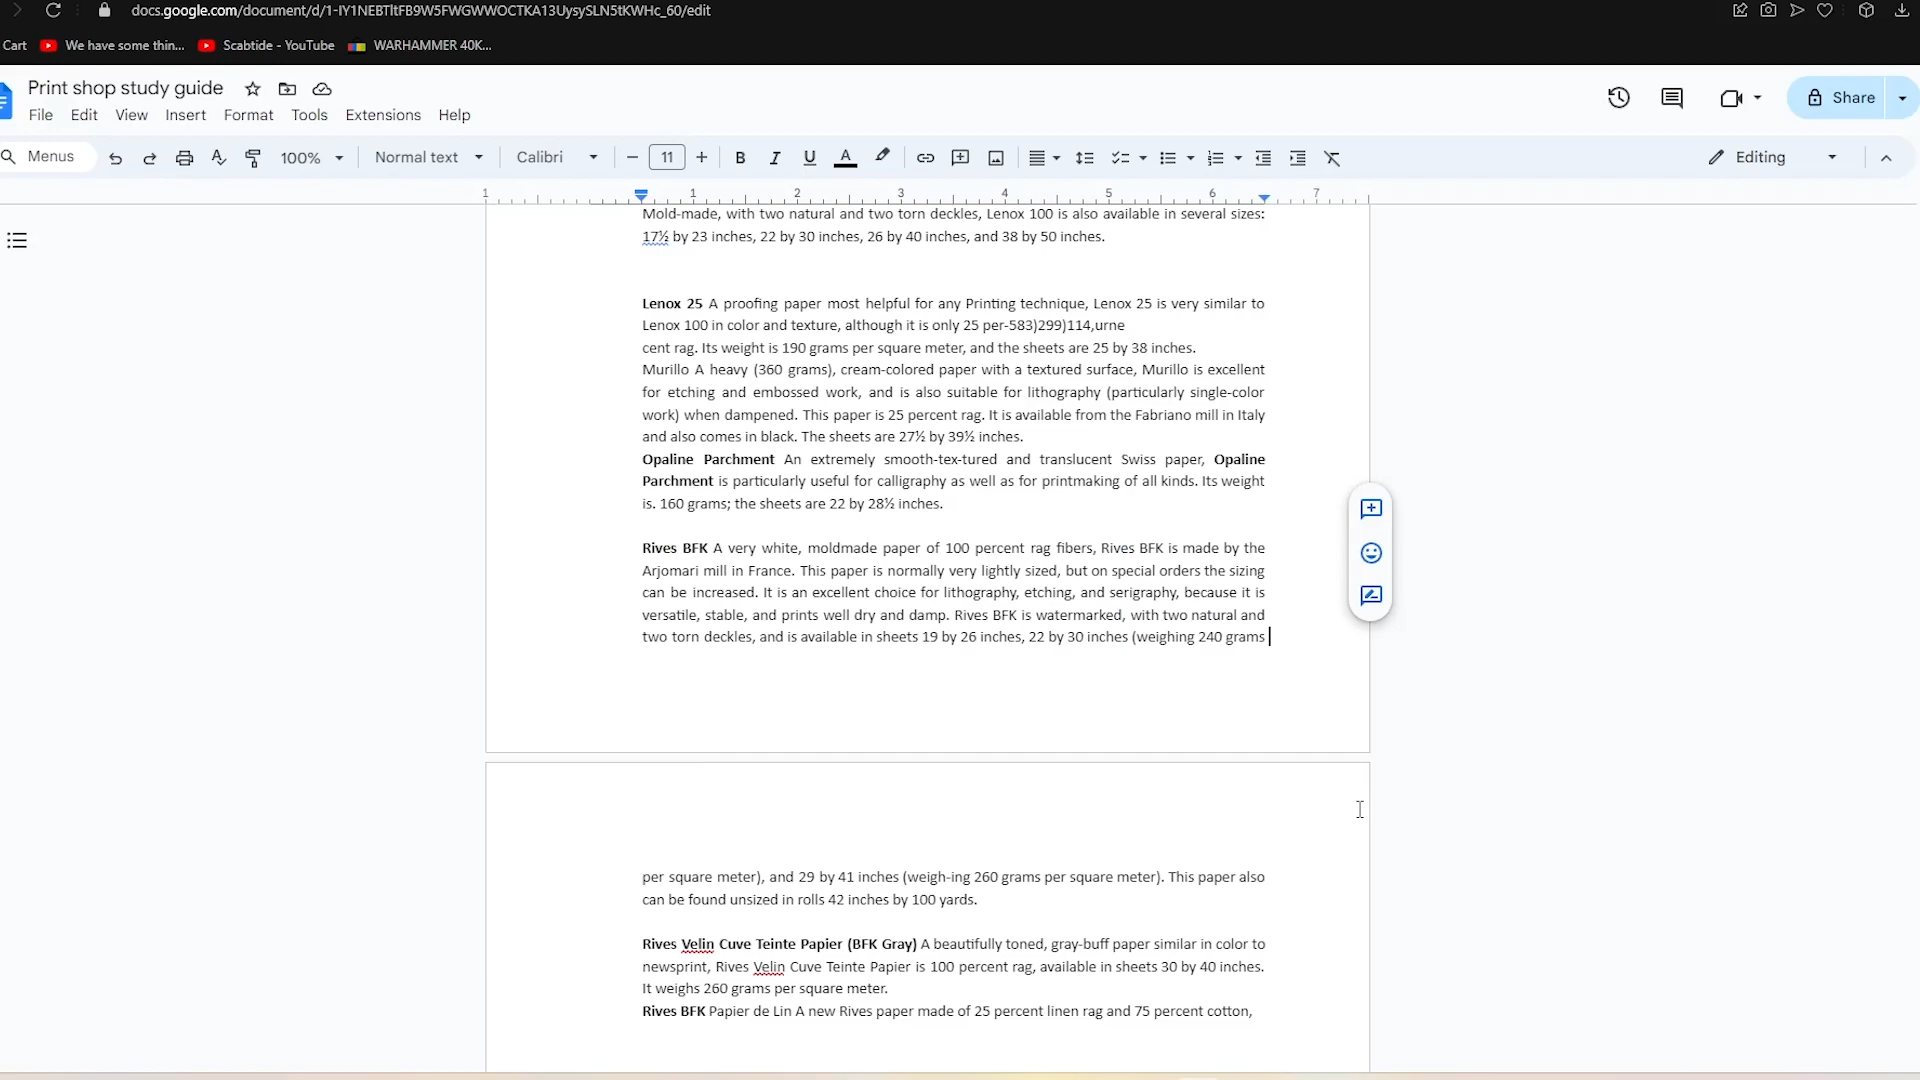 docs.google.com/document/d/1-IY1NEBTltFB9W5FWGWWOCTKA13UysySLN5tKWHc_60/edit
Cart We have some thin... Scabtide - YouTube WARHAMMER 40K...
Print shop study guide
File Edit View Insert Format Tools Extensions Help
Share
Menus 100% Normal text Calibri 11 Editing
1 1 2 3 4 5 6 7
Mold-made, with two natural and two torn deckles, Lenox 100 is also available in several sizes:
17½ by 23 inches, 22 by 30 inches, 26 by 40 inches, and 38 by 50 inches.
Lenox 25 A proofing paper most helpful for any Printing technique, Lenox 25 is very similar to
Lenox 100 in color and texture, although it is only 25 per-583)299)114,urne
cent rag. Its weight is 190 grams per square meter, and the sheets are 25 by 38 inches.
Murillo A heavy (360 grams), cream-colored paper with a textured surface, Murillo is excellent
for etching and embossed work, and is also suitable for lithography (particularly single-color
work) when dampened. This paper is 25 percent rag. It is available from the Fabriano mill in Italy
and also comes in black. The sheets are 27½ by 39½ inches.
Opaline Parchment An extremely smooth-tex-tured and translucent Swiss paper, Opaline
Parchment is particularly useful for calligraphy as well as for printmaking of all kinds. Its weight
is. 160 grams; the sheets are 22 by 28½ inches.
Rives BFK A very white, moldmade paper of 100 percent rag fibers, Rives BFK is made by the
Arjomari mill in France. This paper is normally very lightly sized, but on special orders the sizing
can be increased. It is an excellent choice for lithography, etching, and serigraphy, because it is
versatile, stable, and prints well dry and damp. Rives BFK is watermarked, with two natural and
two torn deckles, and is available in sheets 19 by 26 inches, 22 by 30 inches (weighing 240 grams
per square meter), and 29 by 41 inches (weigh-ing 260 grams per square meter). This paper also
can be found unsized in rolls 42 inches by 100 yards.
Rives Velin Cuve Teinte Papier (BFK Gray) A beautifully toned, gray-buff paper similar in color to
newsprint, Rives Velin Cuve Teinte Papier is 100 percent rag, available in sheets 30 by 40 inches.
It weighs 260 grams per square meter.
Rives BFK Papier de Lin A new Rives paper made of 25 percent linen rag and 75 percent cotton,